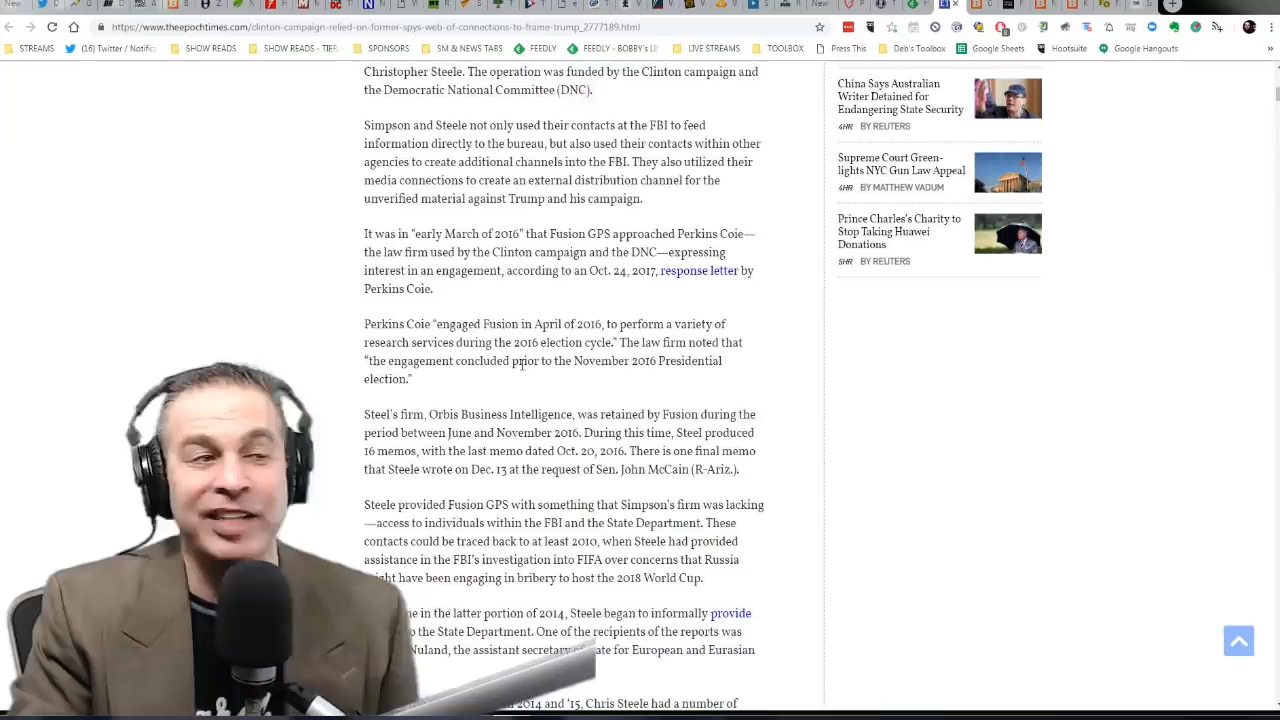 New
https://www.theepochtimes.com/clinton-campaign-relied-on-former-spys-web-of-connections-to-frame-trump_2777189.html
STREAMS
(16) Twitter / Notific
SHOW READS
SHOW READS - TIER
SPONSORS
SM & NEWS TABS
FEEDLY
FEEDLY - BOBBY'S LI
LIVE STREAMS
TOOLBOX
Press This
Deb's Toolbox
Google Sheets
Hootsuite
Google Hangouts
Christopher Steele. The operation was funded by the Clinton campaign and
the Democratic National Committee (DNC).
Simpson and Steele not only used their contacts at the FBI to feed
information directly to the bureau, but also used their contacts within other
agencies to create additional channels into the FBI. They also utilized their
media connections to create an external distribution channel for the
unverified material against Trump and his campaign.
It was in “early March of 2016” that Fusion GPS approached Perkins Coie—
the law firm used by the Clinton campaign and the DNC—expressing
interest in an engagement, according to an Oct. 24, 2017, response letter by
Perkins Coie.
Perkins Coie “engaged Fusion in April of 2016, to perform a variety of
research services during the 2016 election cycle.” The law firm noted that
“the engagement concluded prior to the November 2016 Presidential
election.”
Steel's firm, Orbis Business Intelligence, was retained by Fusion during the
period between June and November 2016. During this time, Steel produced
16 memos, with the last memo dated Oct. 20, 2016. There is one final memo
that Steele wrote on Dec. 13 at the request of Sen. John McCain (R-Ariz.).
Steele provided Fusion GPS with something that Simpson's firm was lacking
—access to individuals within the FBI and the State Department. These
contacts could be traced back to at least 2010, when Steele had provided
assistance in the FBI's investigation into FIFA over concerns that Russia
might have been engaging in bribery to host the 2018 World Cup.
in the latter portion of 2014, Steele began to informally provide
the State Department. One of the recipients of the reports was
Nuland, the assistant secretary of state for European and Eurasian
2014 and '15, Chris Steele had a number of
China Says Australian
Writer Detained for
Endangering State Security
4HR BY REUTERS
Supreme Court Green-
lights NYC Gun Law Appeal
4HR BY MATTHEW VADUM
Prince Charles's Charity to
Stop Taking Huawei
Donations
5HR BY REUTERS